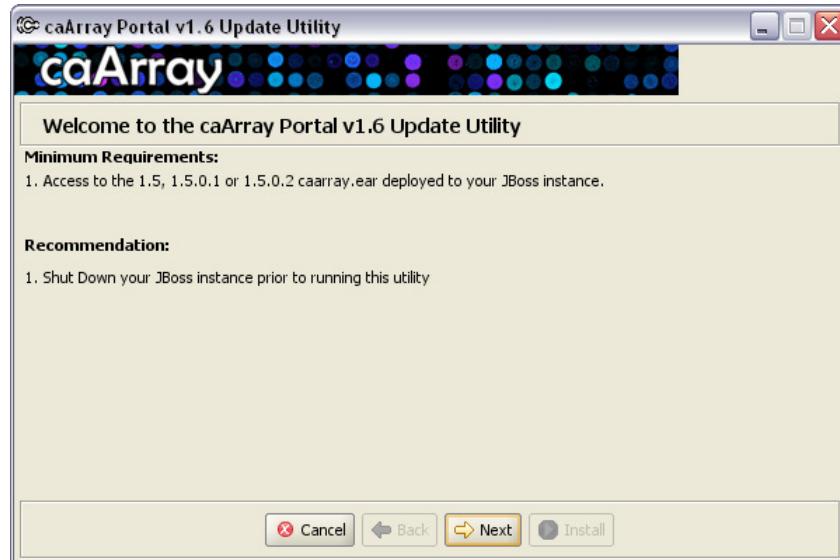 caArray Portal v1.6 Update Utility
caArray
Welcome to the caArray Portal v1.6 Update Utility
Minimum Requirements:
1. Access to the 1.5, 1.5.0.1 or 1.5.0.2 caarray.ear deployed to your JBoss instance.
Recommendation:
1. Shut Down your JBoss instance prior to running this utility
Cancel Back Next Install